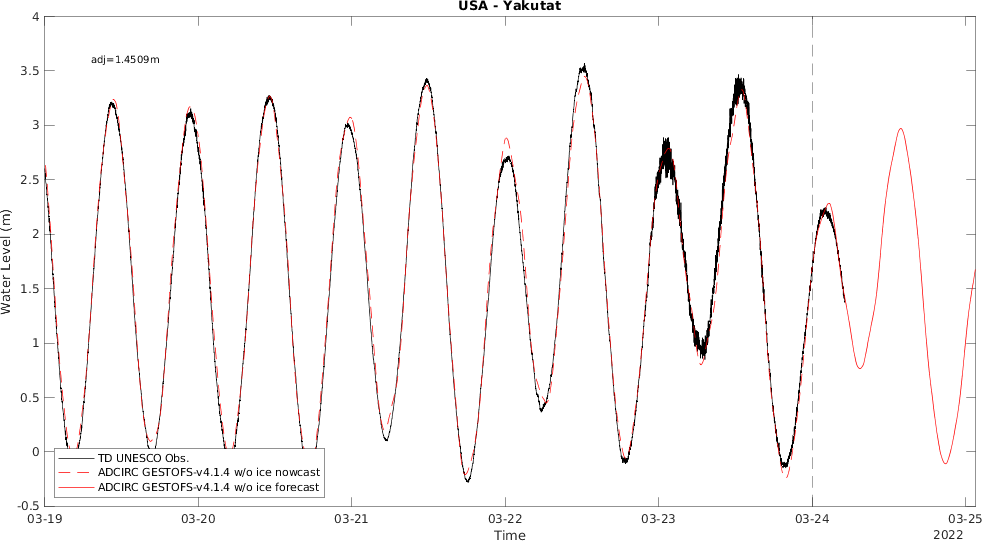 USA - Yakutat
adj=1.4509m
Water Level (m)
4
3.5
3
2.5
2
1.5
1
0.5
0
-0.5
TD UNESCO Obs.
ADCIRC GESTOFS-v4.1.4 w/o ice nowcast
ADCIRC GESTOFS-v4.1.4 w/o ice forecast
03-19 03-20 03-21 03-22 03-23 03-24 03-25
Time
2022